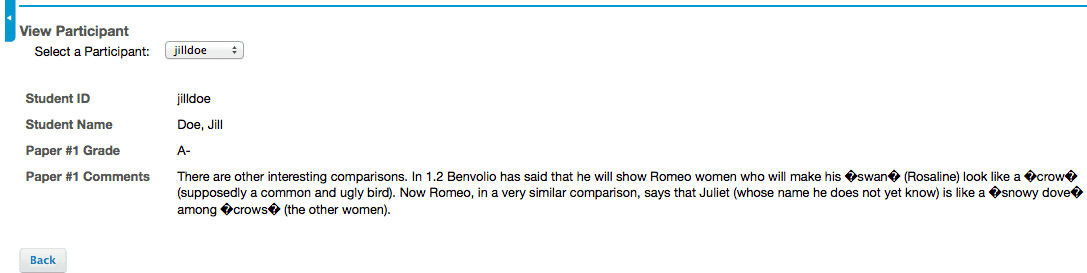 View Participant
Select a Participant: jilldoe
Student ID jilldoe
Student Name Doe, Jill
Paper #1 Grade A-
Paper #1 Comments There are other interesting comparisons. In 1.2 Benvolio has said that he will show Romeo women who will make his �swan� (Rosaline) look like a �crow�
(supposedly a common and ugly bird). Now Romeo, in a very similar comparison, says that Juliet (whose name he does not yet know) is like a �snowy dove�
among �crows� (the other women).
Back